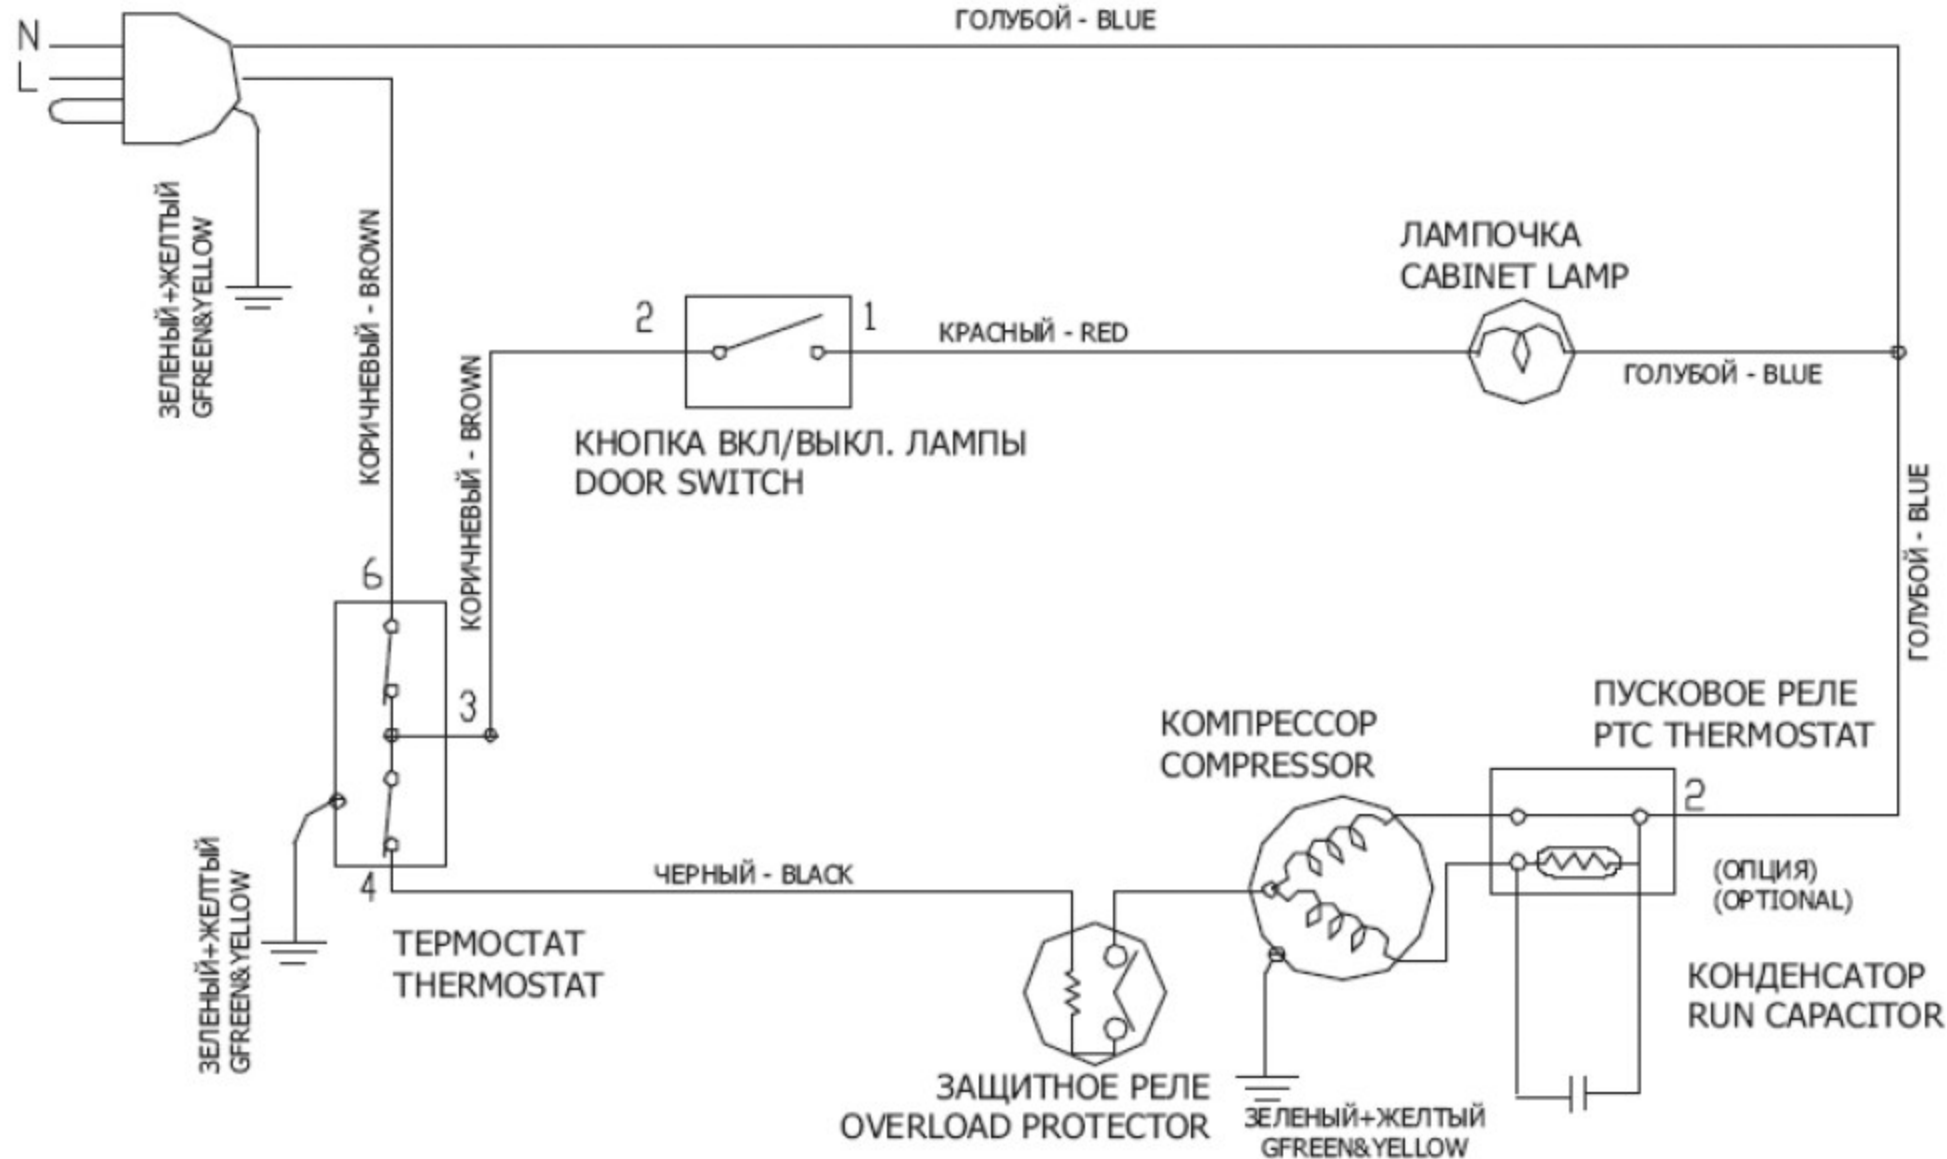 ГОЛУБОЙ - BLUE
N
L
ЗЕЛЕНЫЙ+ЖЕЛТЫЙ
GFREEN&YELLOW
КОРИЧНЕВЫЙ - BROWN
ЛАМПОЧКА
CABINET LAMP
2
1
КРАСНЫЙ - RED
ГОЛУБОЙ - BLUE
КОРИЧНЕВЫЙ - BROWN
КНОПКА ВКЛ/ВЫКЛ. ЛАМПЫ
DOOR SWITCH
ГОЛУБОЙ - BLUE
6
3
ПУСКОВОЕ РЕЛЕ
PTC THERMOSTAT
КОМПРЕССОР
COMPRESSOR
2
4
ЧЕРНЫЙ - BLACK
(ОПЦИЯ)
(OPTIONAL)
ЗЕЛЕНЫЙ+ЖЕЛТЫЙ
GFREEN&YELLOW
ТЕРМОСТАТ
THERMOSTAT
КОНДЕНСАТОР
RUN CAPACITOR
ЗАЩИТНОЕ РЕЛЕ
OVERLOAD PROTECTOR
ЗЕЛЕНЫЙ+ЖЕЛТЫЙ
GFREEN&YELLOW